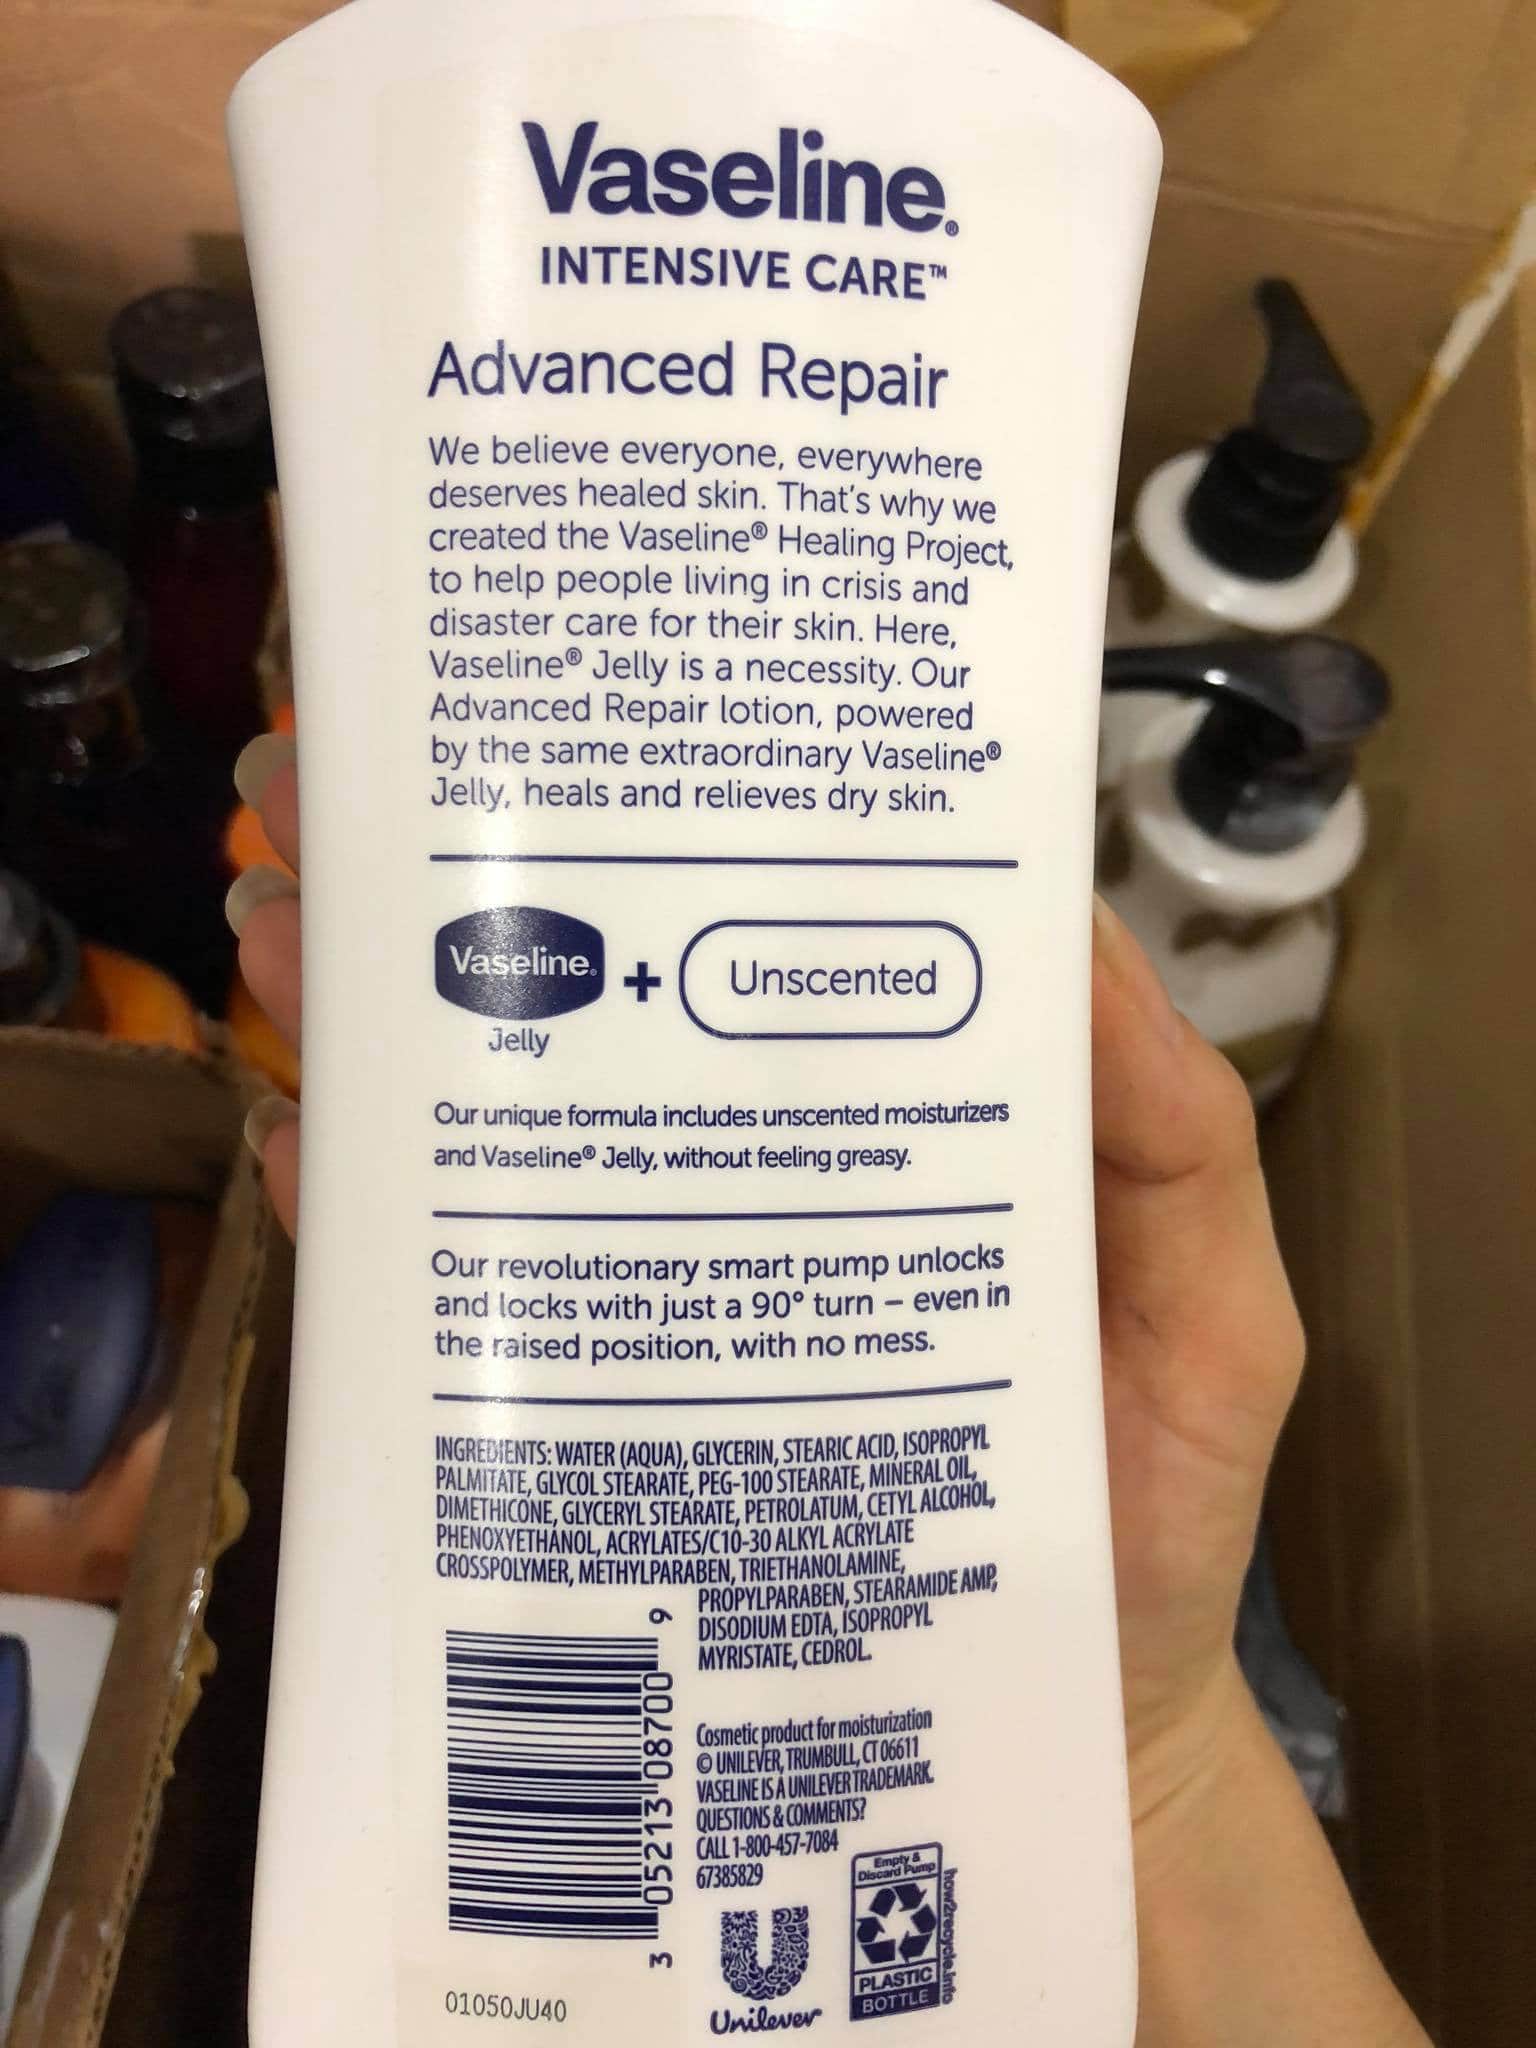 Vaseline®
INTENSIVE CARE™
Advanced Repair
We believe everyone, everywhere
deserves healed skin. That's why we
created the Vaseline® Healing Project,
to help people living in crisis and
disaster care for their skin. Here,
Vaseline® Jelly is a necessity. Our
Advanced Repair lotion, powered
by the same extraordinary Vaseline®
Jelly, heals and relieves dry skin.
Vaseline® + Unscented
Jelly
Our unique formula includes unscented moisturizers
and Vaseline® Jelly, without feeling greasy.
Our revolutionary smart pump unlocks
and locks with just a 90° turn – even in
the raised position, with no mess.
INGREDIENTS: WATER (AQUA), GLYCERIN, STEARIC ACID, ISOPROPYL
PALMITATE, GLYCOL STEARATE, PEG-100 STEARATE, MINERAL OIL,
DIMETHICONE, GLYCERYL STEARATE, PETROLATUM, CETYL ALCOHOL,
PHENOXYETHANOL, ACRYLATES/C10-30 ALKYL ACRYLATE
CROSSPOLYMER, METHYLPARABEN, TRIETHANOLAMINE,
PROPYLPARABEN, STEARAMIDE AMP,
DISODIUM EDTA, ISOPROPYL
MYRISTATE, CEDROL.
3 05213 08700 9
Cosmetic product for moisturization
© UNILEVER, TRUMBULL, CT 06611
VASELINE IS A UNILEVER TRADEMARK.
QUESTIONS & COMMENTS?
CALL 1-800-457-7084
67385829
Empty &
Discard Pump
PLASTIC
BOTTLE
how2recycle.info
Unilever
01050JU40